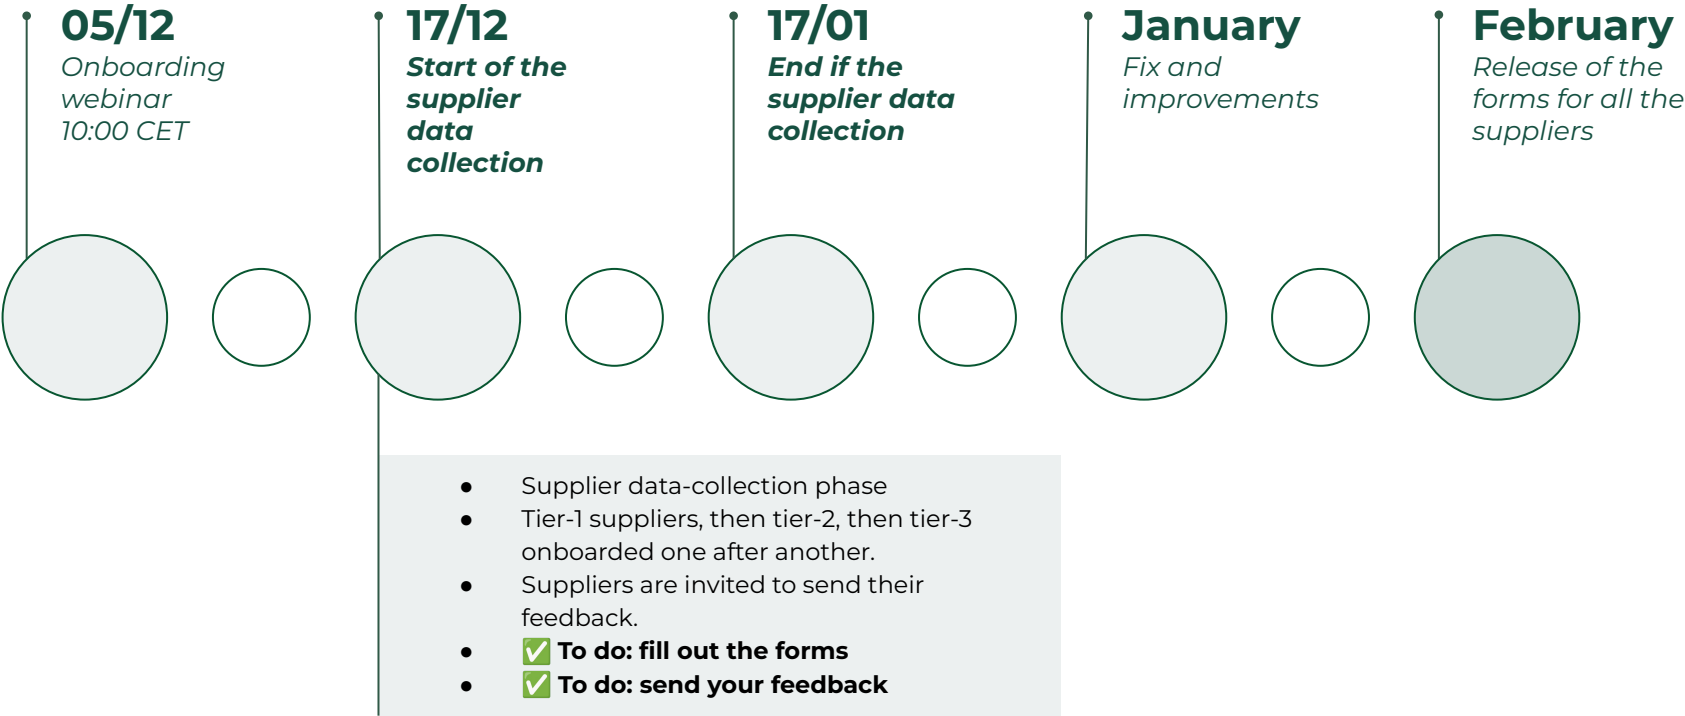 05/12
Onboarding
webinar
10:00 CET
17/12
Start of the
supplier
data
collection
17/01
End if the
supplier data
collection
January
Fix and
improvements
February
Release of the
forms for all the
suppliers
● Supplier data-collection phase
● Tier-1 suppliers, then tier-2, then tier-3
onboarded one after another.
● Suppliers are invited to send their
feedback.
● ✅ To do: fill out the forms
● ✅ To do: send your feedback